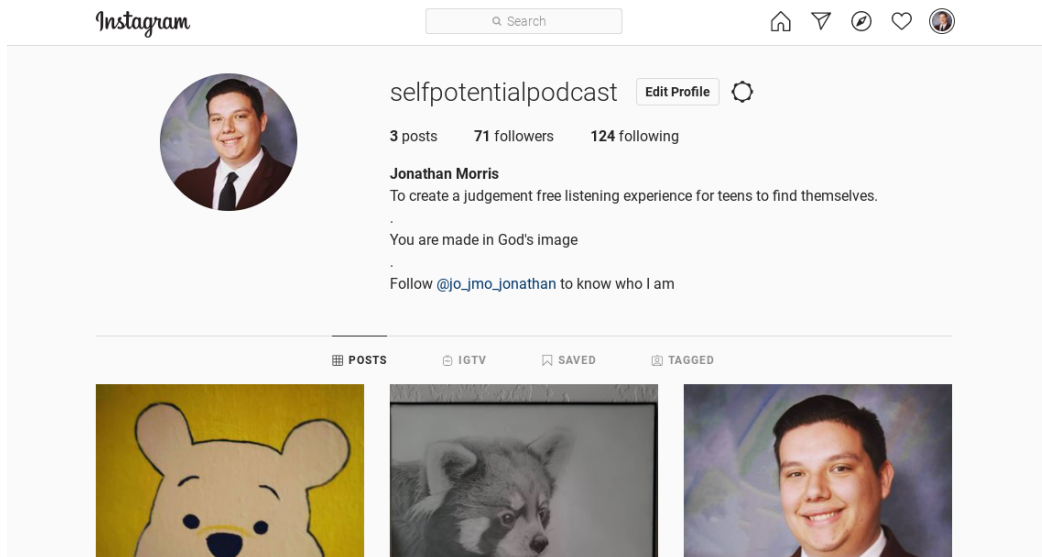 Instagram
Search
selfpotentialpodcast Edit Profile
3 posts 71 followers 124 following
Jonathan Morris
To create a judgement free listening experience for teens to find themselves.
.
You are made in God's image
.
Follow @jo_jmo_jonathan to know who I am
POSTS IGTV SAVED TAGGED